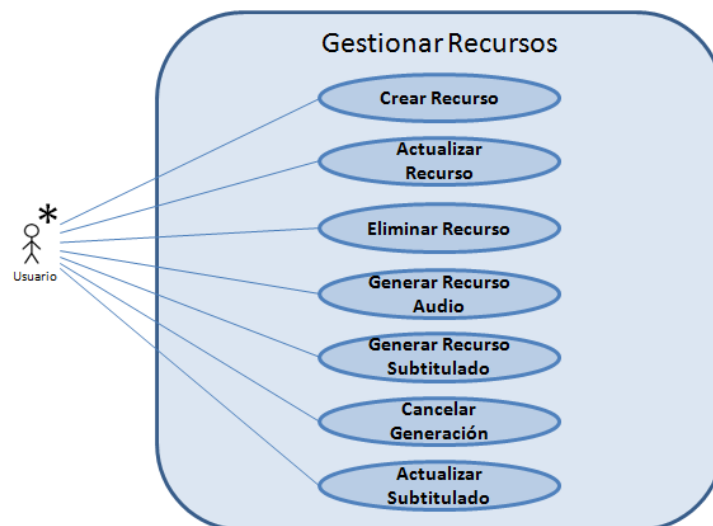 Gestionar Recursos
Crear Recurso
Actualizar
Recurso
*
Usuario
Eliminar Recurso
Generar Recurso
Audio
Generar Recurso
Subtitulado
Cancelar
Generación
Actualizar
Subtitulado